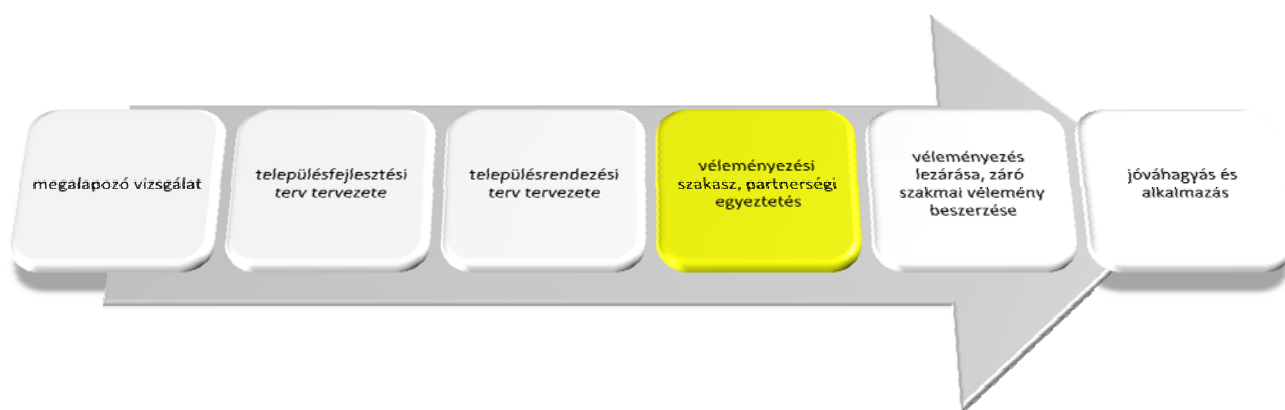 megalapozó vizsgálat
településfejlesztési
terv tervezete
településrendezési
terv tervezete
véleményezési
szakasz, partnerségi
egyeztetés
véleményezés
lezárása, záró
szakmai vélemény
beszerzése
jóváhagyás és
alkalmazás